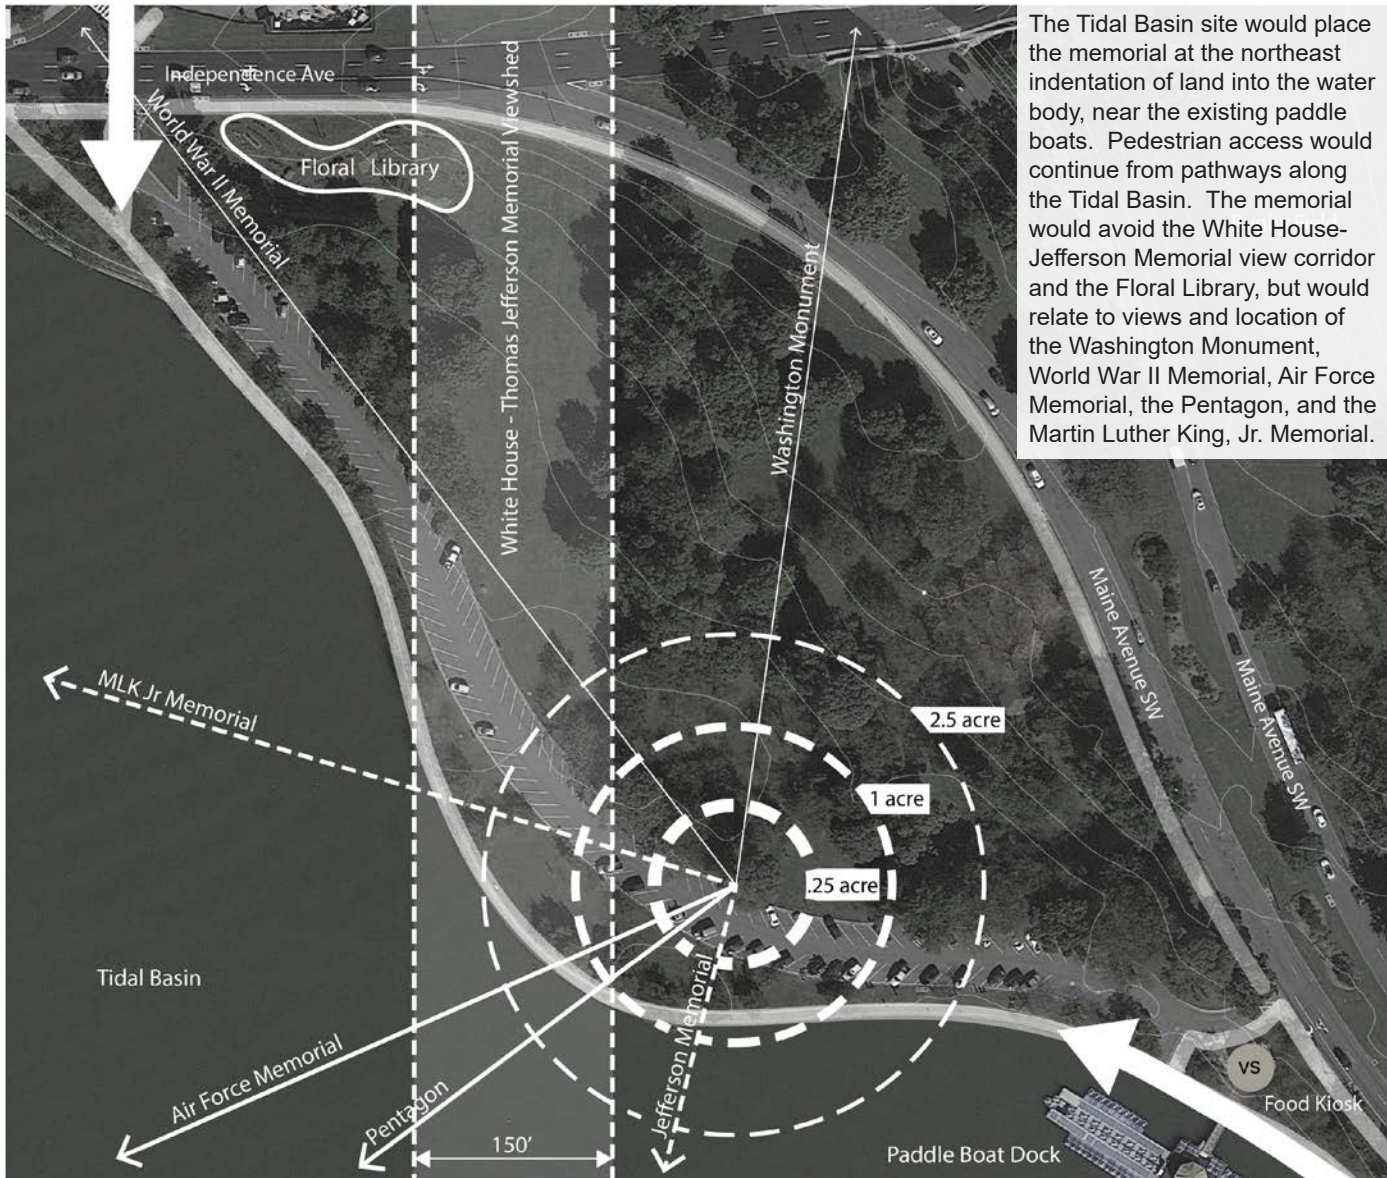 The Tidal Basin site would place
the memorial at the northeast
indentation of land into the water
body, near the existing paddle
boats. Pedestrian access would
continue from pathways along
the Tidal Basin. The memorial
would avoid the White House-
Jefferson Memorial view corridor
and the Floral Library, but would
relate to views and location of
the Washington Monument,
World War II Memorial, Air Force
Memorial, the Pentagon, and the
Martin Luther King, Jr. Memorial.
Independence Ave
World War II Memorial
Floral Library
White House - Thomas Jefferson Memorial Viewshed
Washington Monument
Maine Avenue SW
Maine Avenue SW
MLK Jr Memorial
2.5 acre
1 acre
.25 acre
Tidal Basin
Air Force Memorial
Pentagon
Jefferson Memorial
150'
VS
Food Kiosk
Paddle Boat Dock